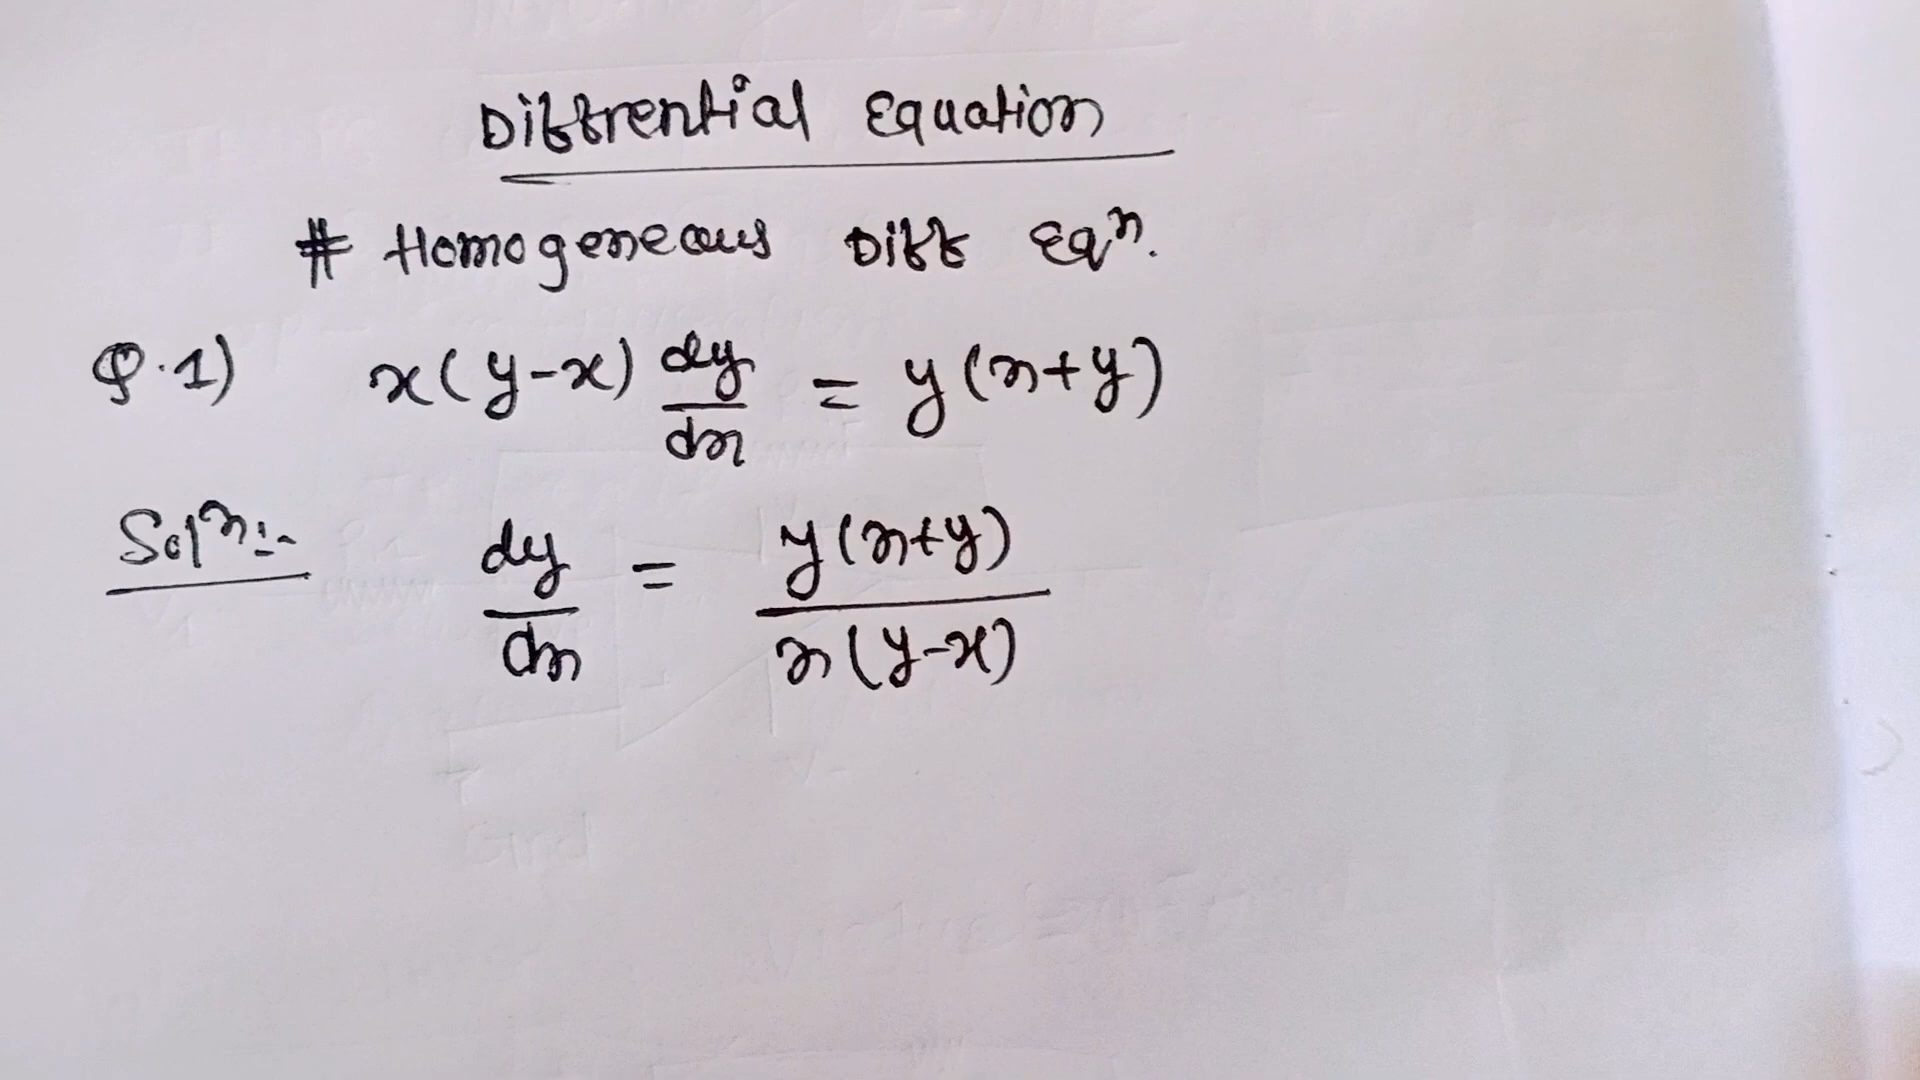 Diffrential Equation
# Homogeneous Diff Eqⁿ.
Q.1) x(y-x) dy/dx = y(x+y)
Solⁿ:- dy/dx = y(x+y)/x(y-x)